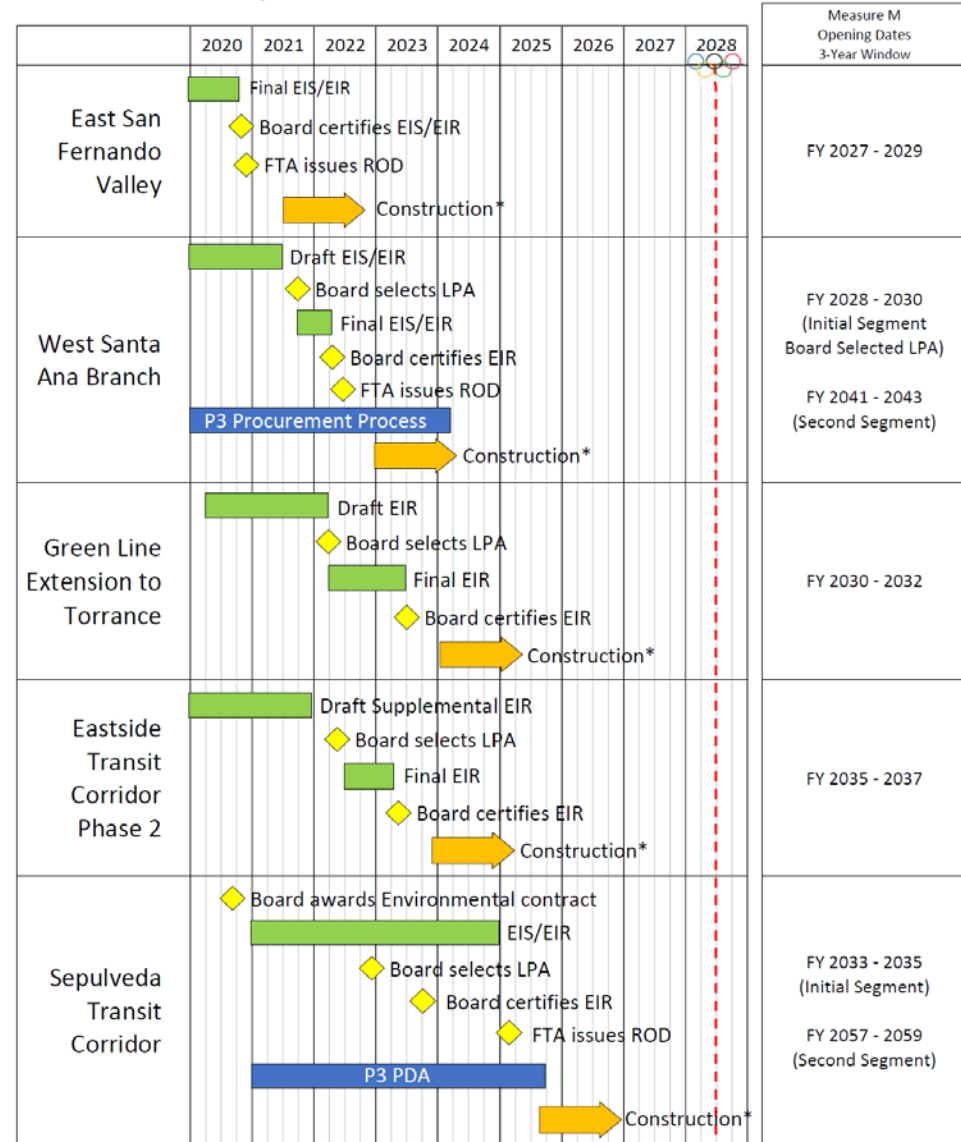 Measure M
Opening Dates
3-Year Window
2020 2021 2022 2023 2024 2025 2026 2027 2028
East San
Fernando
Valley
Final EIS/EIR
Board certifies EIS/EIR
FTA issues ROD
Construction*
FY 2027 - 2029
West Santa
Ana Branch
Draft EIS/EIR
Board selects LPA
Final EIS/EIR
Board certifies EIR
FTA issues ROD
P3 Procurement Process
Construction*
FY 2028 - 2030
(Initial Segment
Board Selected LPA)
FY 2041 - 2043
(Second Segment)
Green Line
Extension to
Torrance
Draft EIR
Board selects LPA
Final EIR
Board certifies EIR
Construction*
FY 2030 - 2032
Eastside
Transit
Corridor
Phase 2
Draft Supplemental EIR
Board selects LPA
Final EIR
Board certifies EIR
Construction*
FY 2035 - 2037
Sepulveda
Transit
Corridor
Board awards Environmental contract
EIS/EIR
Board selects LPA
Board certifies EIR
FTA issues ROD
P3 PDA
Construction*
FY 2033 - 2035
(Initial Segment)
FY 2057 - 2059
(Second Segment)